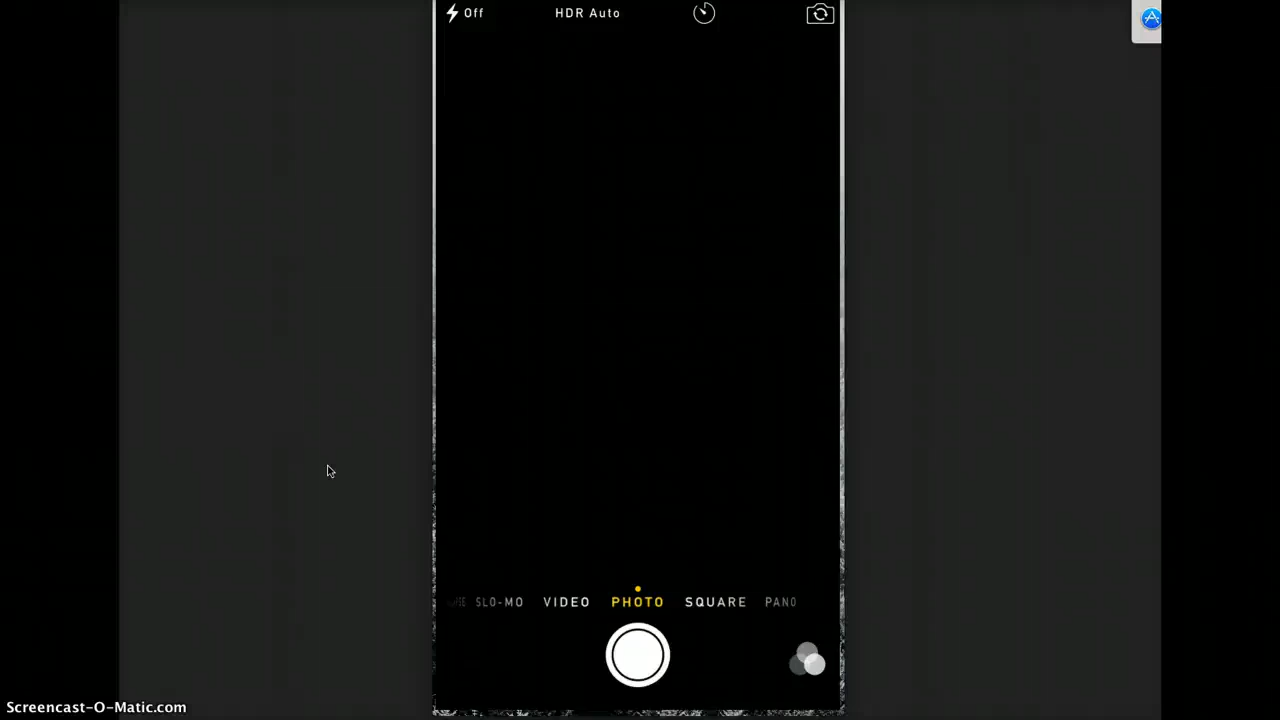 Off
HDR Auto
SLO-MO VIDEO PHOTO SQUARE PANO
Screencast-O-Matic.com